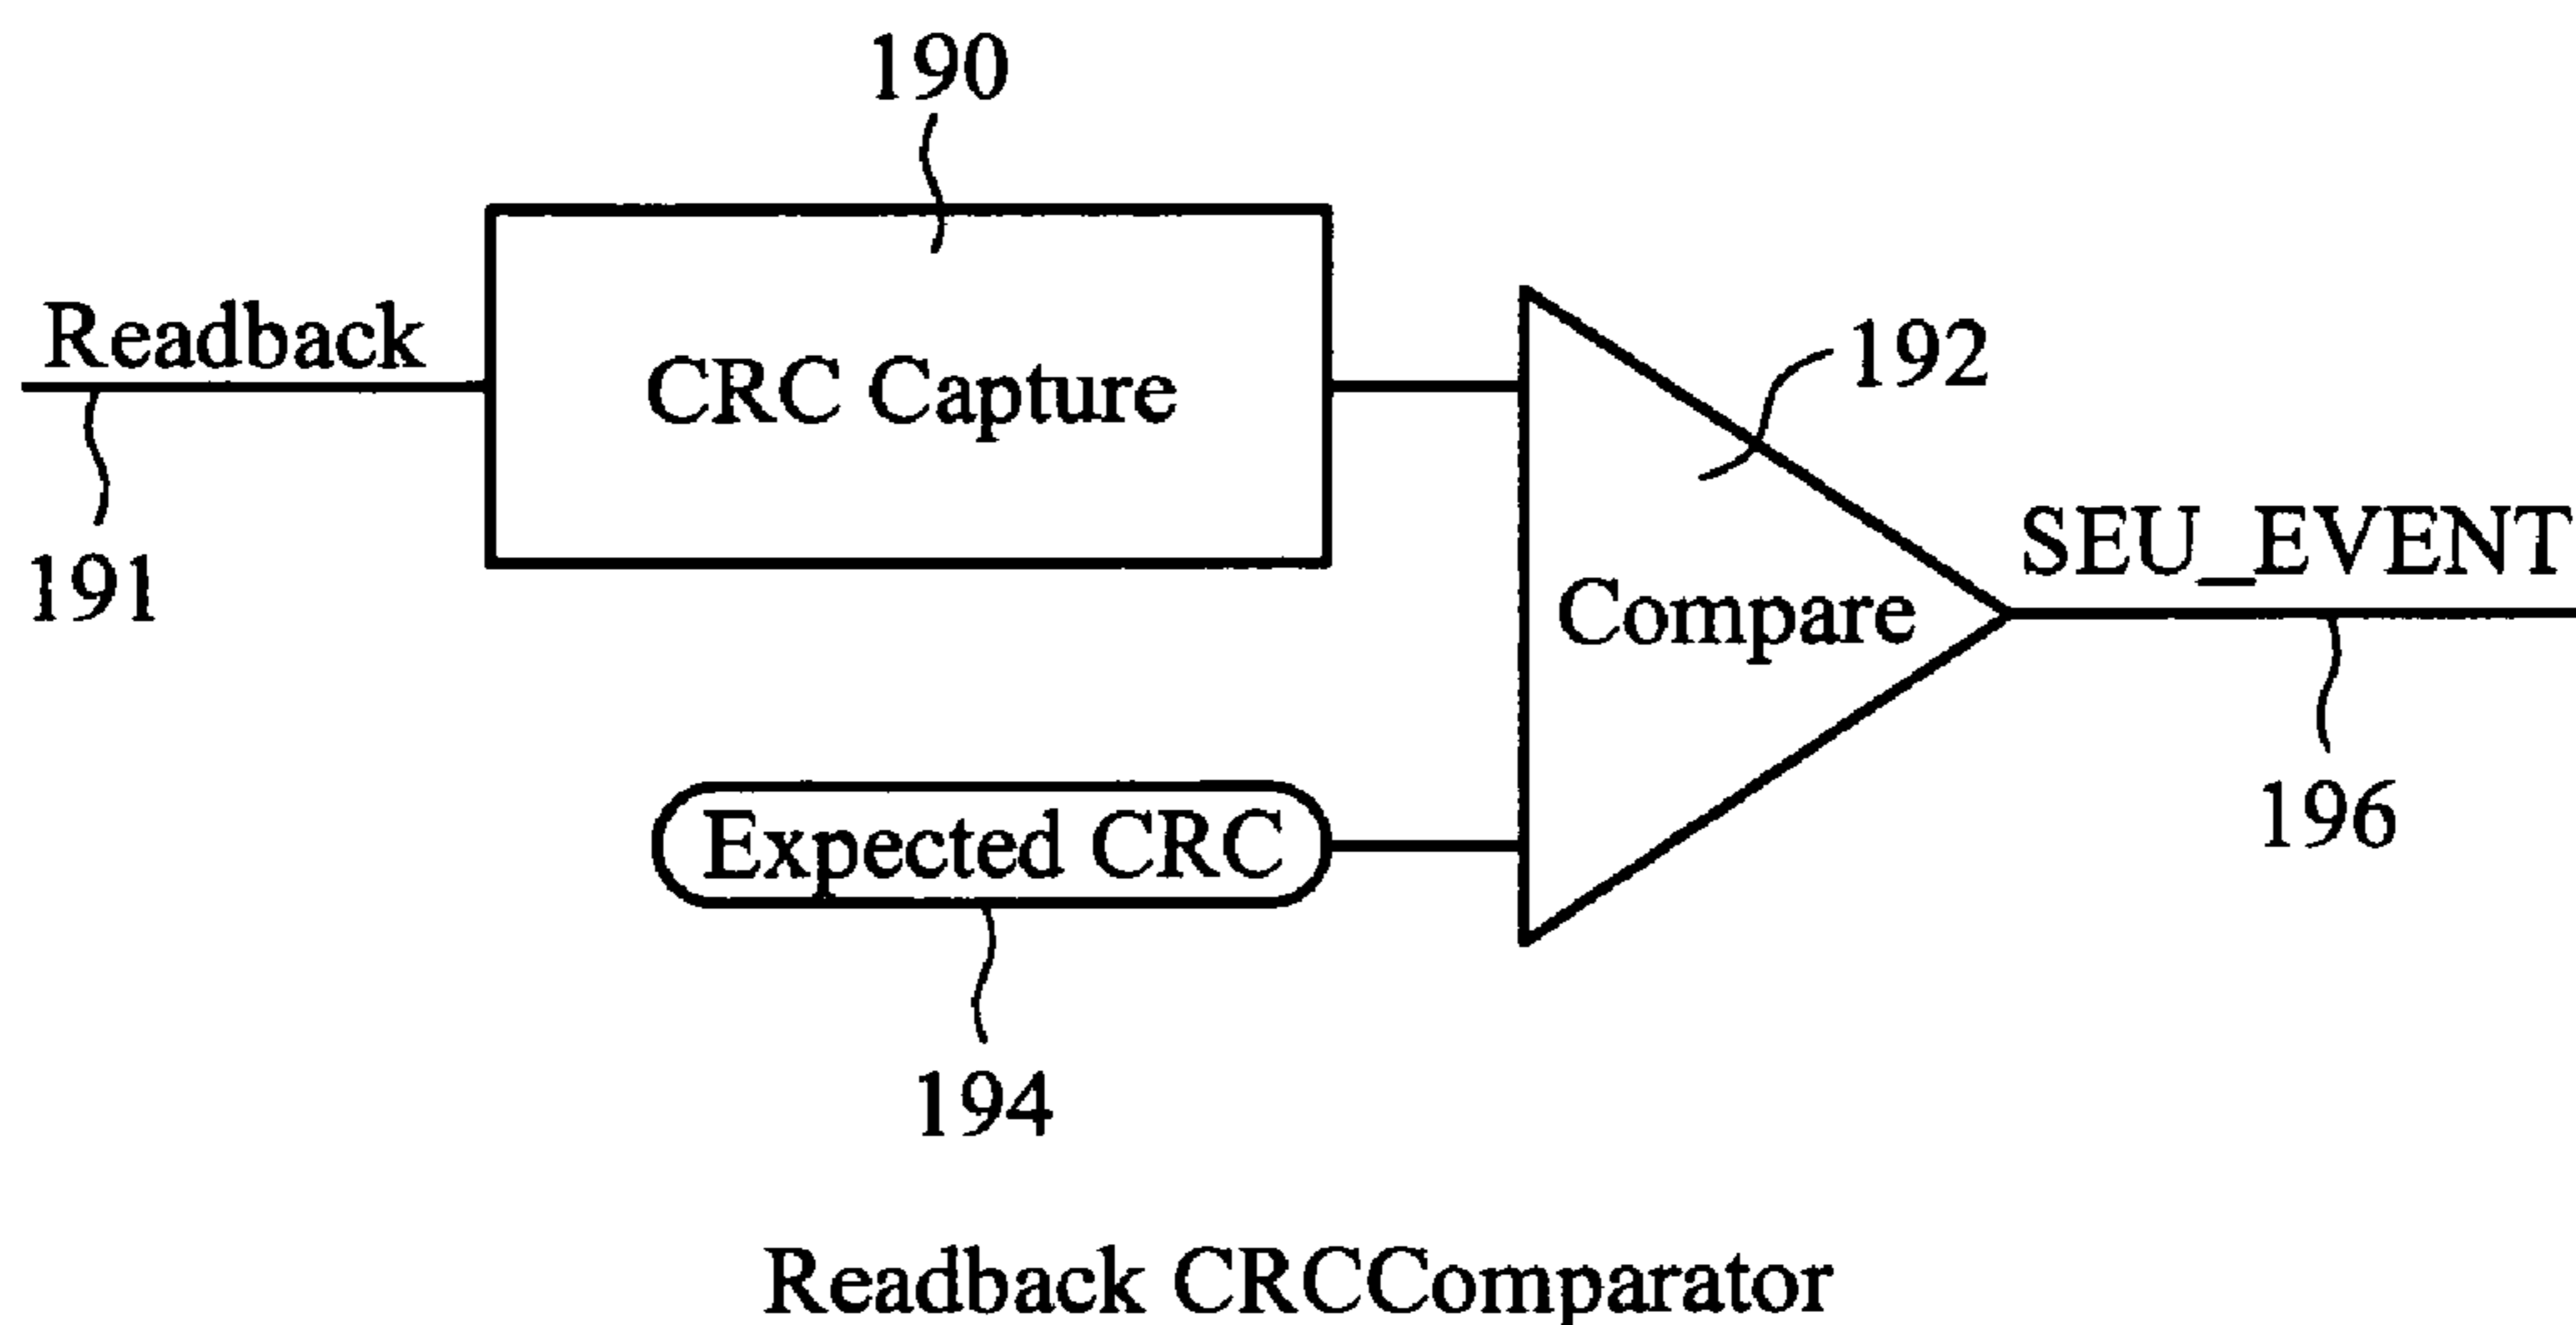 190
Readback
CRC Capture
192
191
SEU_EVENT
Compare
196
Expected CRC
194
Readback CRCComparator